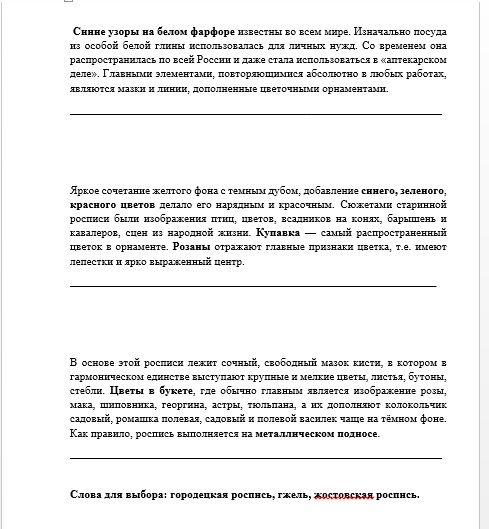 Синие узоры на белом фарфоре известны во всем мире. Изначально посуда
из особой белой глины использовалась для личных нужд. Со временем она
распространилась по всей России и даже стала использоваться в «аптекарском
деле». Главными элементами, повторяющимися абсолютно в любых работах,
являются мазки и линии, дополненные цветочными орнаментами.
Яркое сочетание желтого фона с темным дубом, добавление синего, зеленого,
красного цветов делало его нарядным и красочным. Сюжетами старинной
росписи были изображения птиц, цветов, всадников на конях, барышень и
кавалеров, сцен из народной жизни. Купавка — самый распространенный
цветок в орнаменте. Розаны отражают главные признаки цветка, т.е. имеют
лепестки и ярко выраженный центр.
В основе этой росписи лежит сочный, свободный мазок кисти, в котором в
гармоническом единстве выступают крупные и мелкие цветы, листья, бутоны,
стебли. Цветы в букете, где обычно главным является изображение розы,
мака, шиповника, георгина, астры, тюльпана, а их дополняют колокольчик
садовый, ромашка полевая, садовый и полевой василек чаще на тёмном фоне.
Как правило, роспись выполняется на металлическом подносе.
Слова для выбора: городецкая роспись, гжель, жостовская роспись.